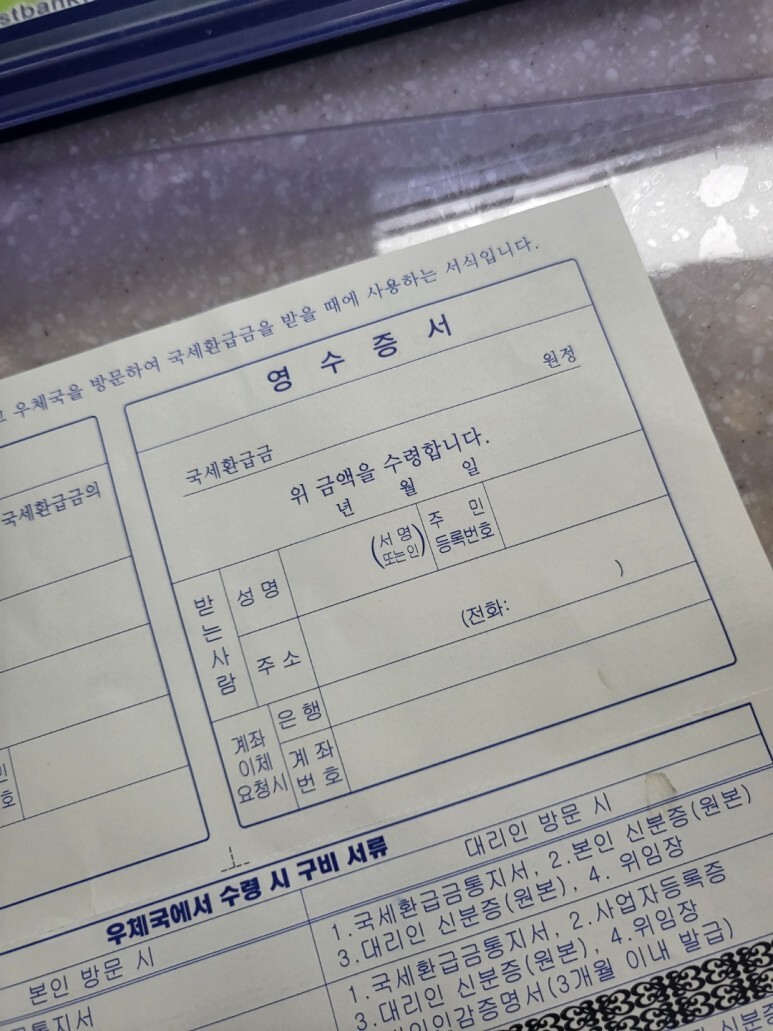 우체국을 방문하여 국세환급금을 받을 때에 사용하는 서식입니다.
영 수 증 서
원정
국세환급금
위 금액을 수령합니다.
년 월 일
받는사람
성 명
(서 명 또는인)
주 민 등록번호
주 소
(전화: )
계좌이체 요청시
은 행
계 좌 번 호
국세환급금의
호
우체국에서 수령 시 구비 서류
본인 방문 시
대리인 방문 시
1.국세환급금통지서, 2.본인 신분증(원본)
3.대리인 신분증(원본), 4. 위임장
1.국세환급금통지서, 2.사업자등록증
3.대리인 신분증(원본), 4.위임장
인감증명서(3개월 이내 발급)
통지서